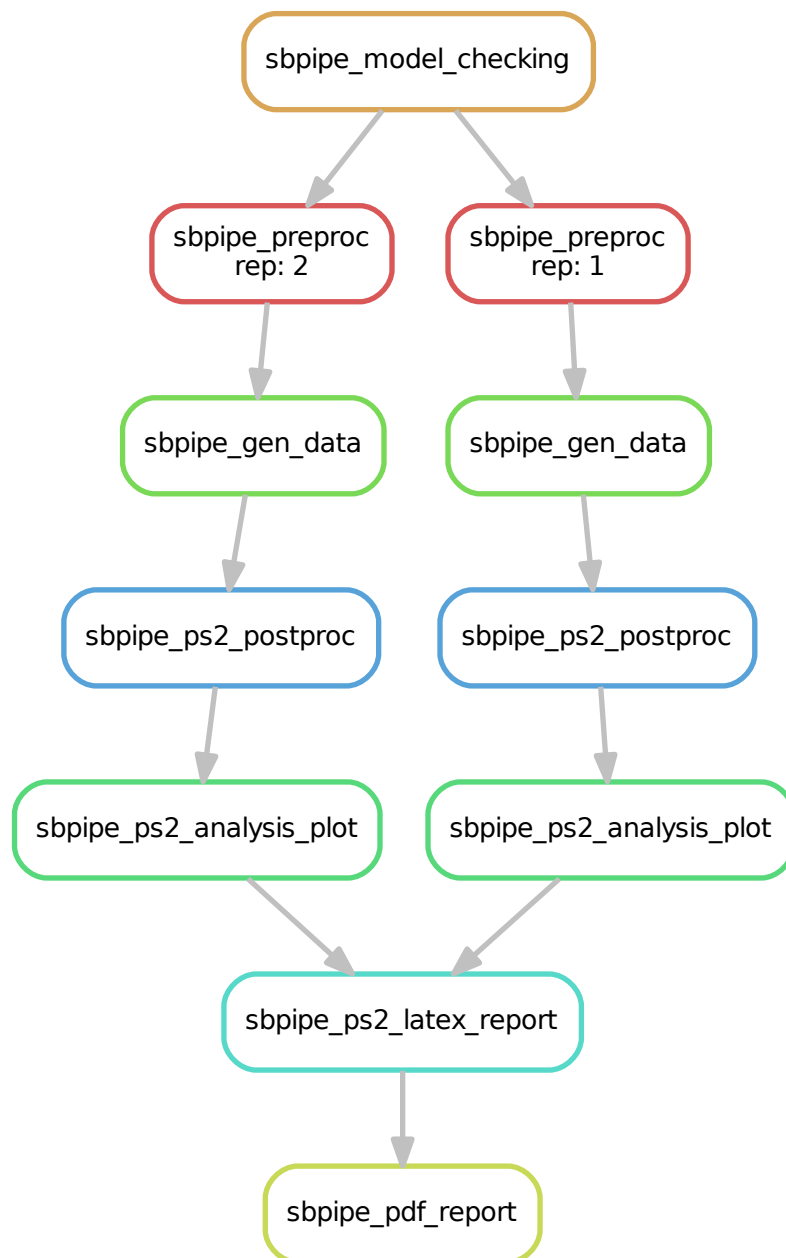 sbpipe_model_checking
sbpipe_preproc
rep: 2
sbpipe_preproc
rep: 1
sbpipe_gen_data
sbpipe_gen_data
sbpipe_ps2_postproc
sbpipe_ps2_postproc
sbpipe_ps2_analysis_plot
sbpipe_ps2_analysis_plot
sbpipe_ps2_latex_report
sbpipe_pdf_report